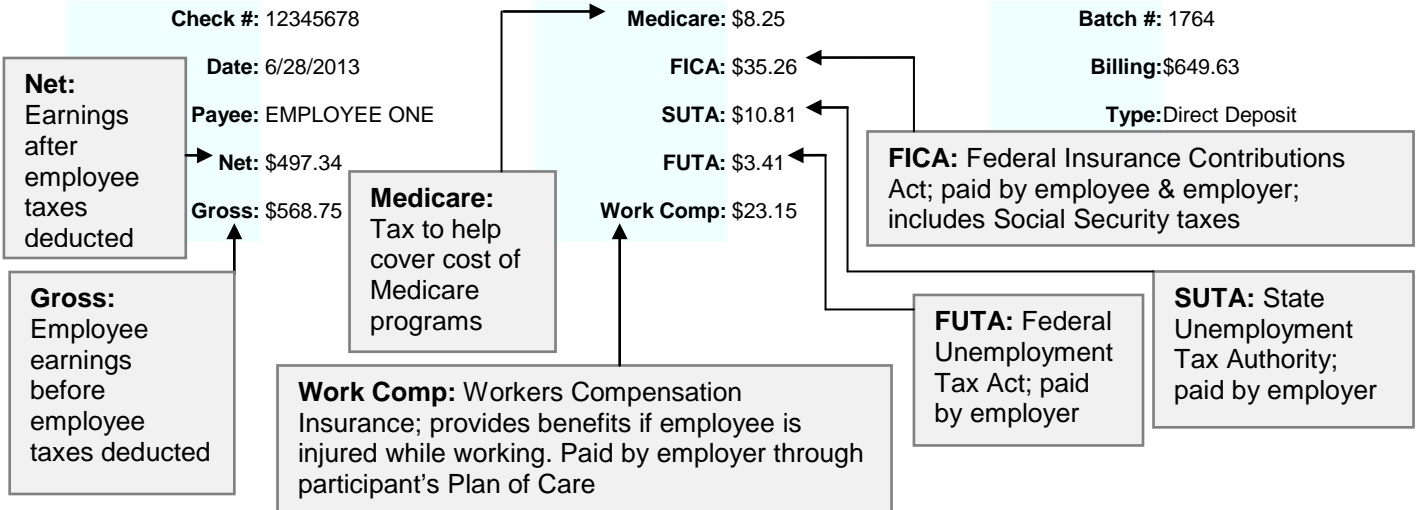 Check #: 12345678
Medicare: $8.25
Batch #: 1764
Date: 6/28/2013
FICA: $35.26
Billing:$649.63
Payee: EMPLOYEE ONE
SUTA: $10.81
Type:Direct Deposit
Net: $497.34
FUTA: $3.41
Gross: $568.75
Work Comp: $23.15
Net:
Earnings
after
employee
taxes
deducted
Medicare:
Tax to help
cover cost of
Medicare
programs
FICA: Federal Insurance Contributions
Act; paid by employee & employer;
includes Social Security taxes
Gross:
Employee
earnings
before
employee
taxes deducted
Work Comp: Workers Compensation
Insurance; provides benefits if employee is
injured while working. Paid by employer through
participant's Plan of Care
FUTA: Federal
Unemployment
Tax Act; paid
by employer
SUTA: State
Unemployment
Tax Authority;
paid by employer